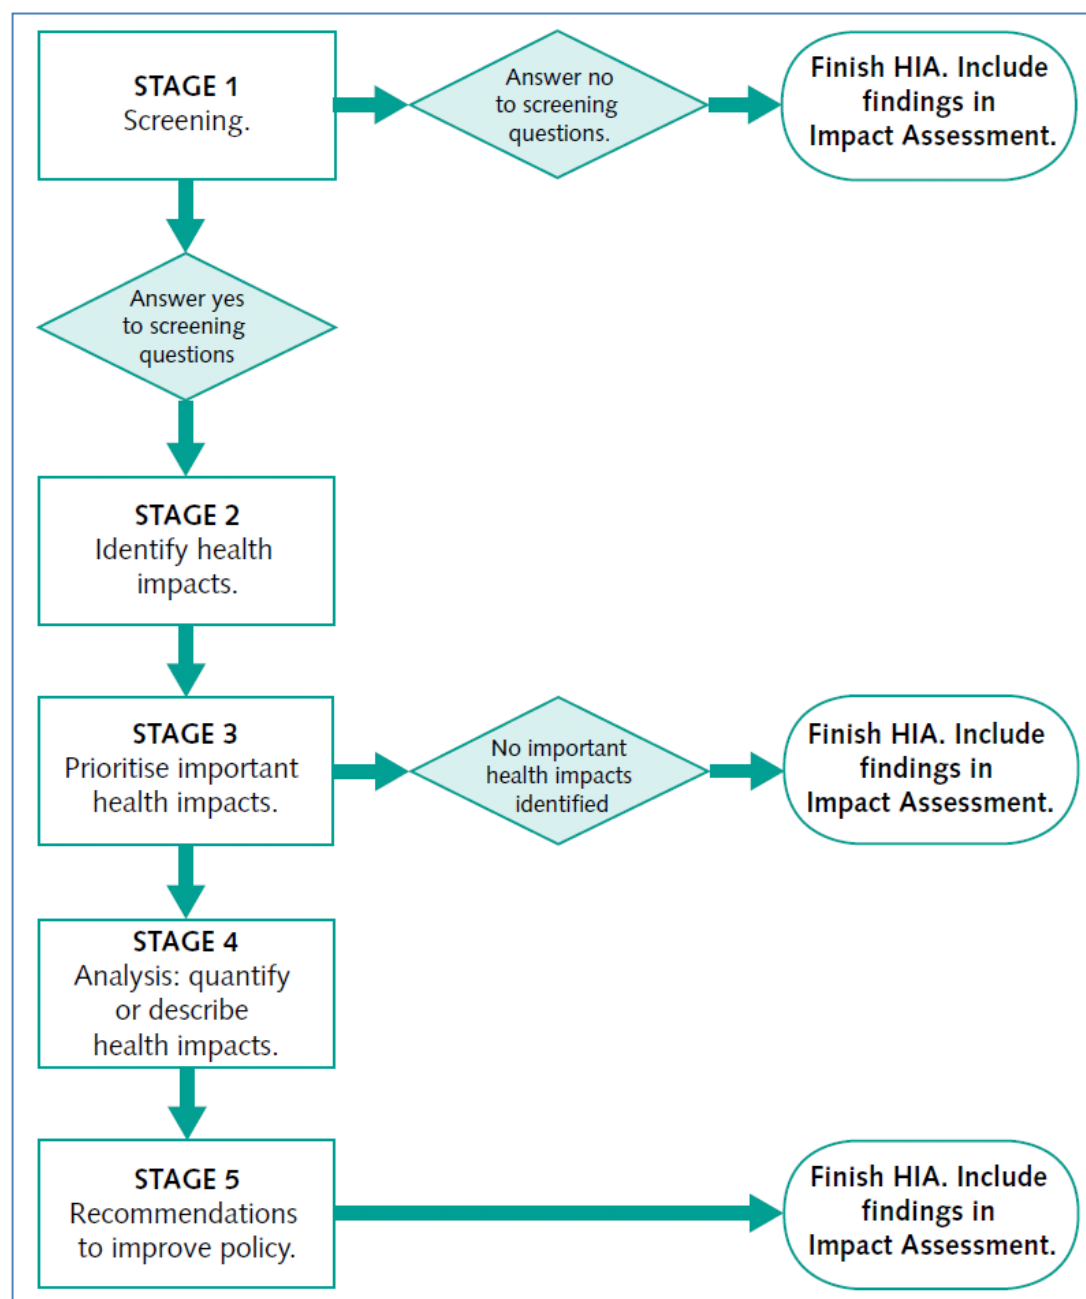 STAGE 1
Screening.
Answer no
to screening
questions.
Finish HIA. Include
findings in
Impact Assessment.
Answer yes
to screening
questions
STAGE 2
Identify health
impacts.
STAGE 3
Prioritise important
health impacts.
No important
health impacts
identified
Finish HIA. Include
findings in
Impact Assessment.
STAGE 4
Analysis: quantify
or describe
health impacts.
STAGE 5
Recommendations
to improve policy.
Finish HIA. Include
findings in
Impact Assessment.